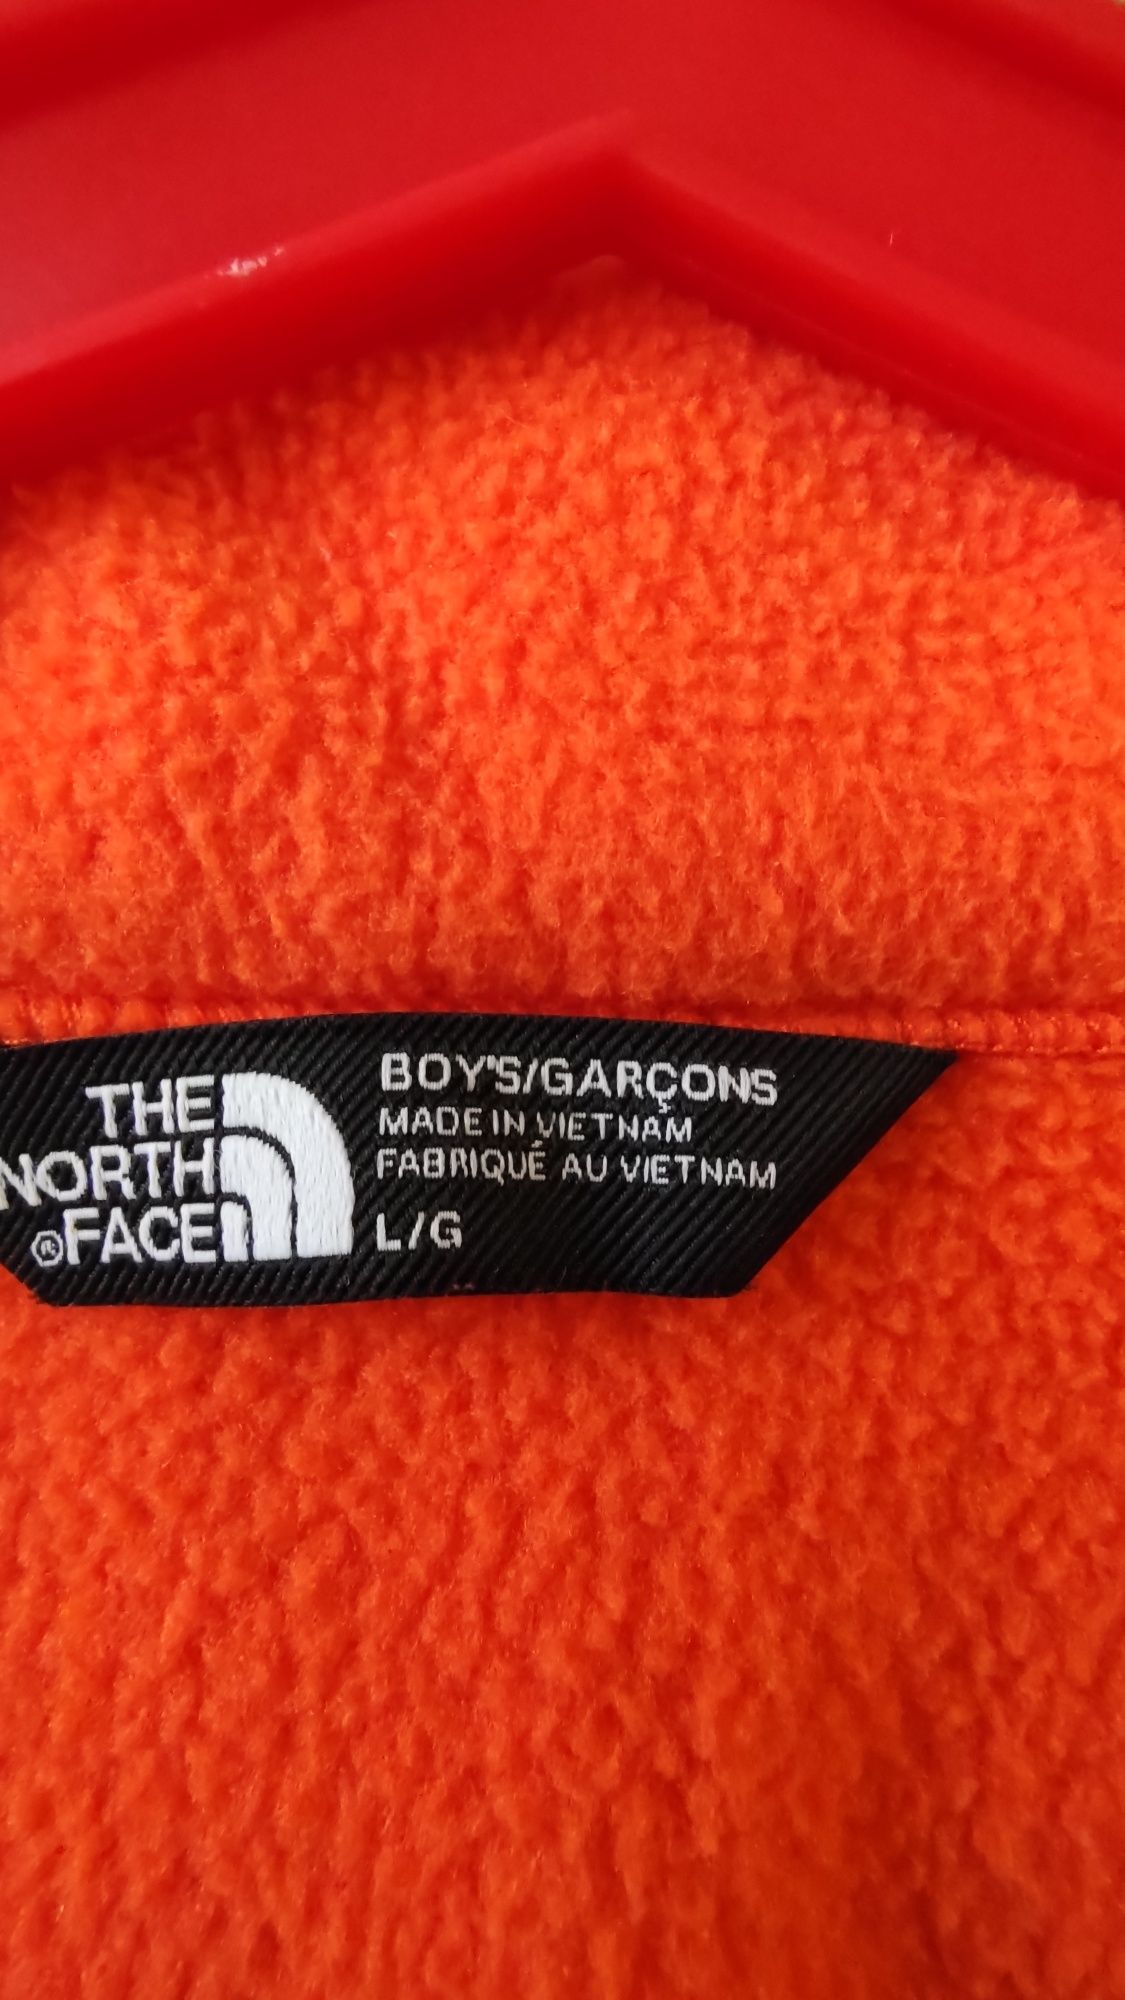 THE
NORTH
®FACE
BOY'S/GARÇONS
MADE IN VIETNAM
FABRIQUÉ AU VIETNAM
L/G